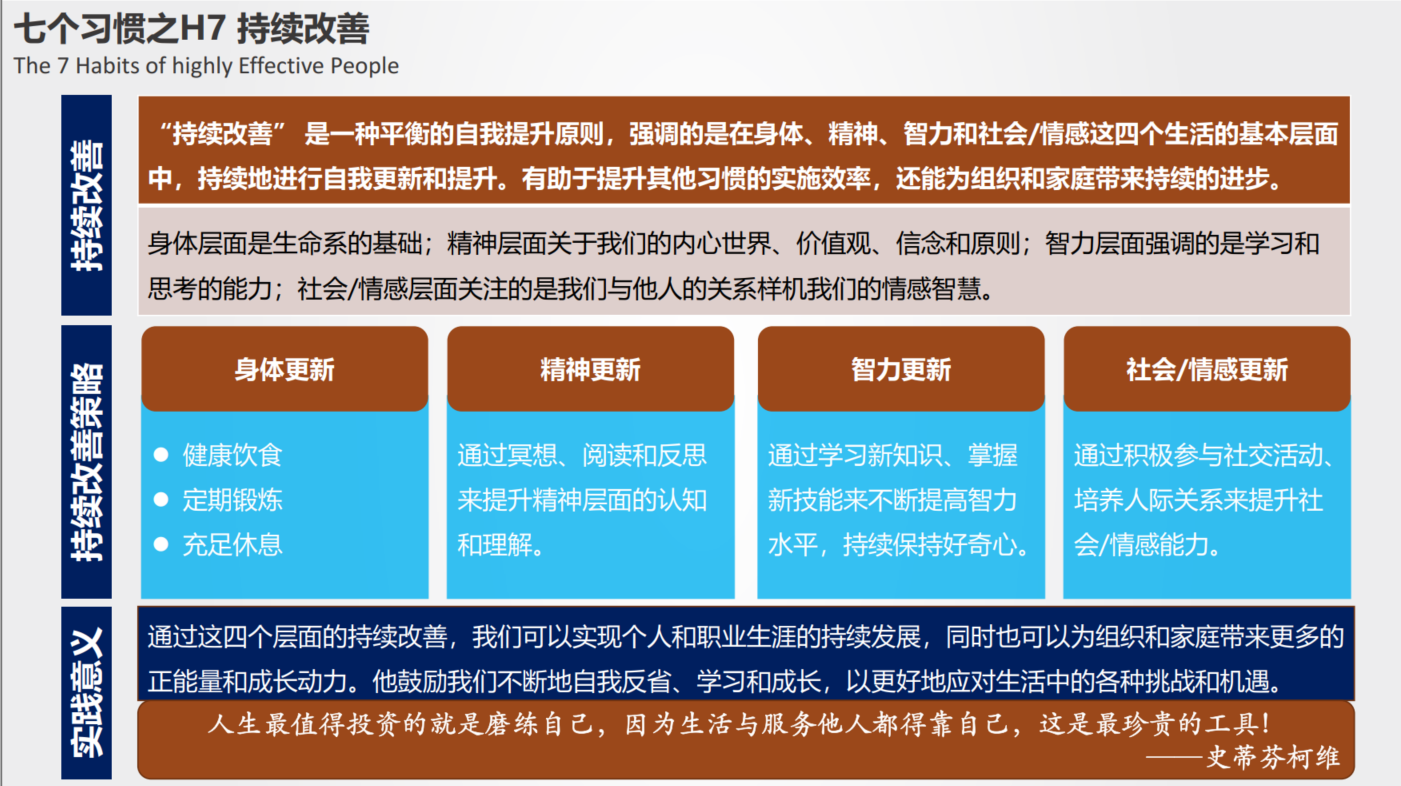 七个习惯之H7 持续改善
The 7 Habits of highly Effective People
持续改善
“持续改善” 是一种平衡的自我提升原则，强调的是在身体、精神、智力和社会/情感这四个生活的基本层面
中，持续地进行自我更新和提升。有助于提升其他习惯的实施效率，还能为组织和家庭带来持续的进步。
身体层面是生命系的基础；精神层面关于我们的内心世界、价值观、信念和原则；智力层面强调的是学习和
思考的能力；社会/情感层面关注的是我们与他人的关系样机我们的情感智慧。
持续改善策略
身体更新
● 健康饮食
● 定期锻炼
● 充足休息
精神更新
通过冥想、阅读和反思
来提升精神层面的认知
和理解。
智力更新
通过学习新知识、掌握
新技能来不断提高智力
水平，持续保持好奇心。
社会/情感更新
通过积极参与社交活动、
培养人际关系来提升社
会/情感能力。
实践意义
通过这四个层面的持续改善，我们可以实现个人和职业生涯的持续发展，同时也可以为组织和家庭带来更多的
正能量和成长动力。他鼓励我们不断地自我反省、学习和成长，以更好地应对生活中的各种挑战和机遇。
人生最值得投资的就是磨练自己，因为生活与服务他人都得靠自己，这是最珍贵的工具!
——史蒂芬柯维